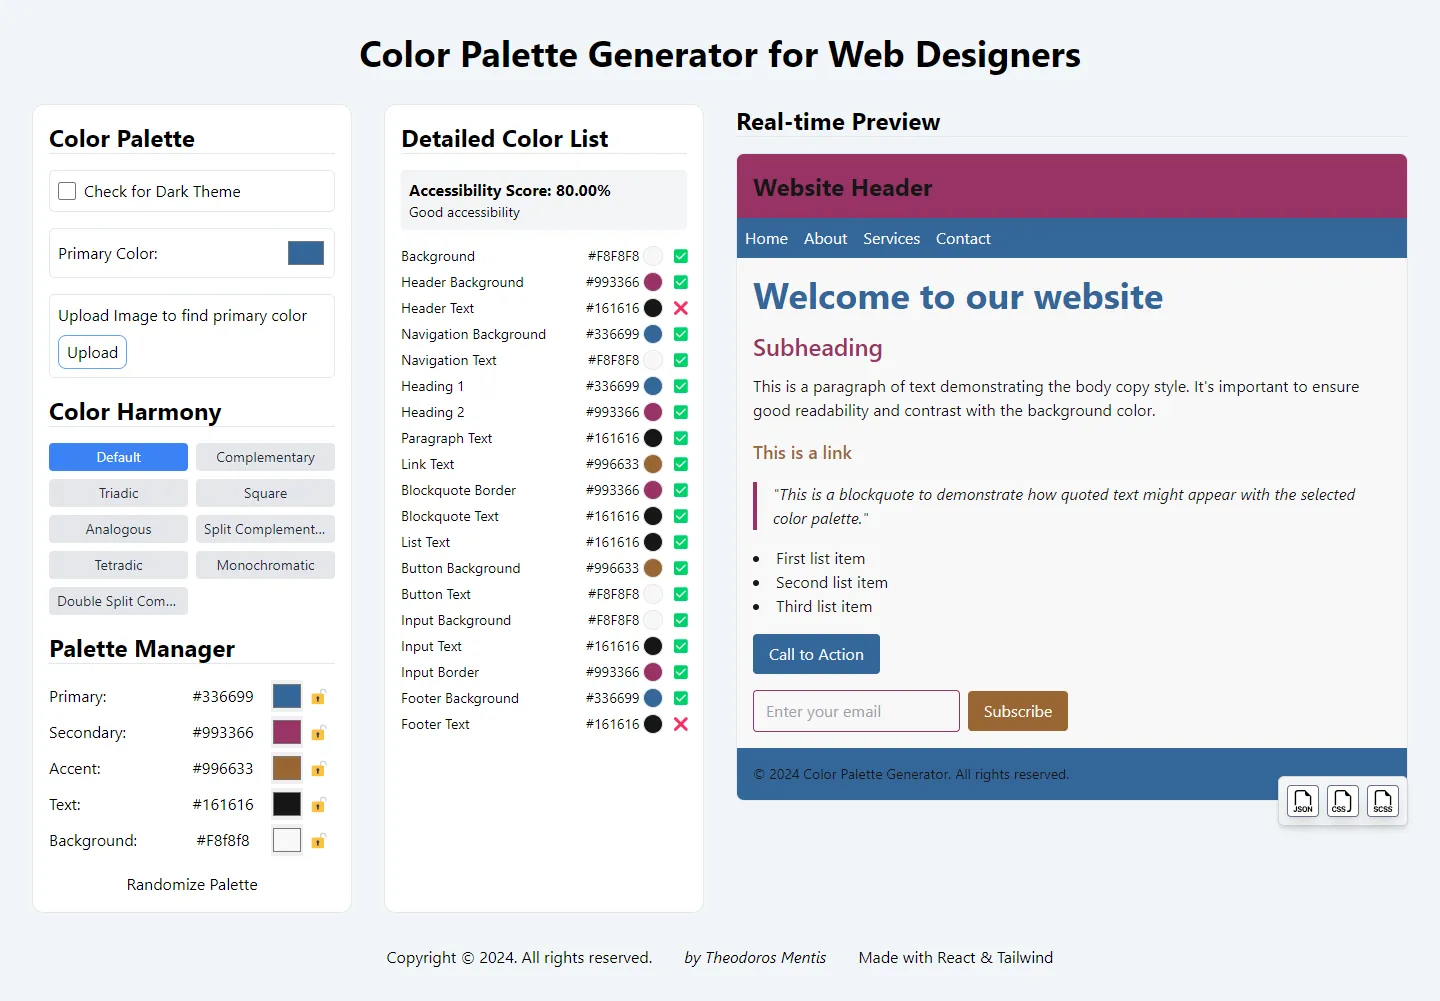 Color Palette Generator for Web Designers
Color Palette
Check for Dark Theme
Primary Color:
Upload Image to find primary color
Upload
Color Harmony
Default
Complementary
Triadic
Square
Analogous
Split Complement...
Tetradic
Monochromatic
Double Split Com...
Palette Manager
Primary: #336699
Secondary: #993366
Accent: #996633
Text: #161616
Background: #F8f8f8
Randomize Palette
Detailed Color List
Accessibility Score: 80.00%
Good accessibility
Background #F8F8F8
Header Background #993366
Header Text #161616
Navigation Background #336699
Navigation Text #F8F8F8
Heading 1 #336699
Heading 2 #993366
Paragraph Text #161616
Link Text #996633
Blockquote Border #993366
Blockquote Text #161616
List Text #161616
Button Background #996633
Button Text #F8F8F8
Input Background #F8F8F8
Input Text #161616
Input Border #993366
Footer Background #336699
Footer Text #161616
Real-time Preview
Website Header
Home About Services Contact
Welcome to our website
Subheading
This is a paragraph of text demonstrating the body copy style. It's important to ensure
good readability and contrast with the background color.
This is a link
"This is a blockquote to demonstrate how quoted text might appear with the selected
color palette."
First list item
Second list item
Third list item
Call to Action
Enter your email
Subscribe
© 2024 Color Palette Generator. All rights reserved.
JSON
CSS
SCSS
Copyright © 2024. All rights reserved. by Theodoros Mentis Made with React & Tailwind